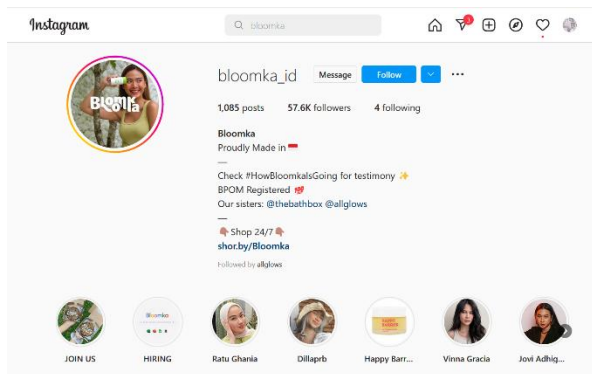 Instagram
bloomka
1
bloomka_id Message Follow
1,085 posts 57.6K followers 4 following
Bloomka
Proudly Made in 🇮🇩
—
Check #HowBloomkaIsGoing for testimony ✨
BPOM Registered 💯
Our sisters: @thebathbox @allglows
—
👇🏽 Shop 24/7 👇🏽
shor.by/Bloomka
Followed by allglows
Bloomka
JOIN US HIRING Ratu Ghania Dillaprb Happy Barr... Vinna Gracia Jovi Adhig...